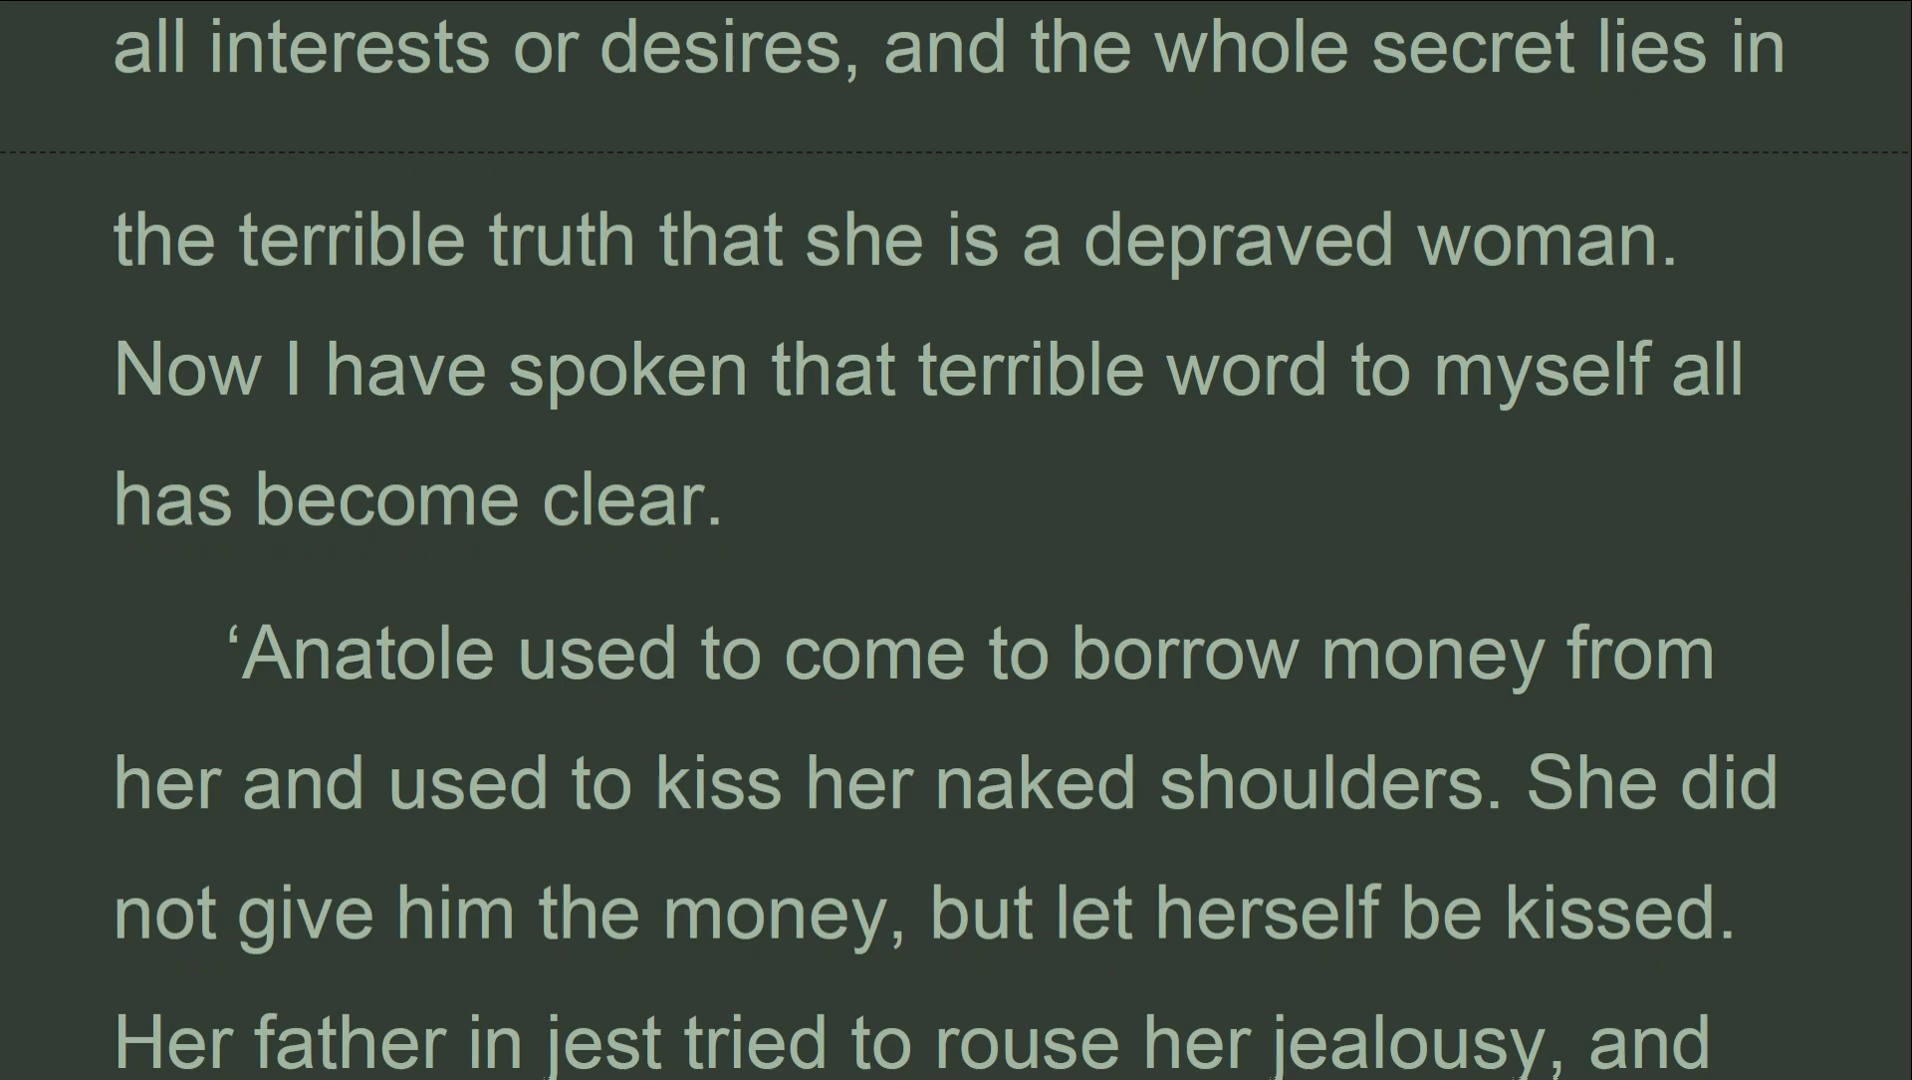 all interests or desires, and the whole secret lies in
the terrible truth that she is a depraved woman.
Now I have spoken that terrible word to myself all
has become clear.
‘Anatole used to come to borrow money from
her and used to kiss her naked shoulders. She did
not give him the money, but let herself be kissed.
Her father in jest tried to rouse her jealousy, and